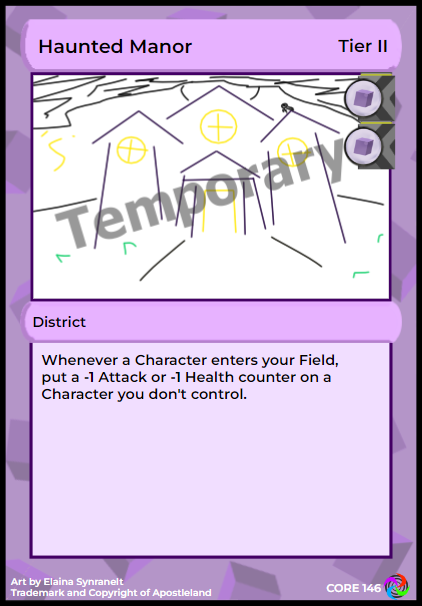 Haunted Manor
Tier II
Temporary
District
Whenever a Character enters your Field,
put a -1 Attack or -1 Health counter on a
Character you don't control.
Art by Elaina Synranelt
Trademark and Copyright of Apostleland
CORE 146